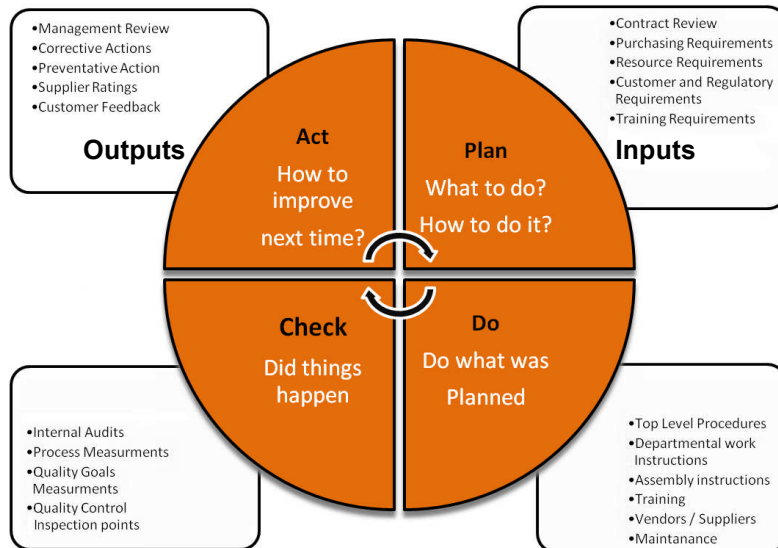 •Management Review
•Corrective Actions
•Preventative Action
•Supplier Ratings
•Customer Feedback
Outputs
•Contract Review
•Purchasing Requirements
•Resource Requirements
•Customer and Regulatory
Requirements
•Training Requirements
Inputs
Act
How to
improve
next time?
Plan
What to do?
How to do it?
Check
Did things
happen
Do
Do what was
Planned
•Internal Audits
•Process Measurments
•Quality Goals
Measurments
•Quality Control
Inspection points
•Top Level Procedures
•Departmental work
Instructions
•Assembly instructions
•Training
•Vendors / Suppliers
•Maintanance